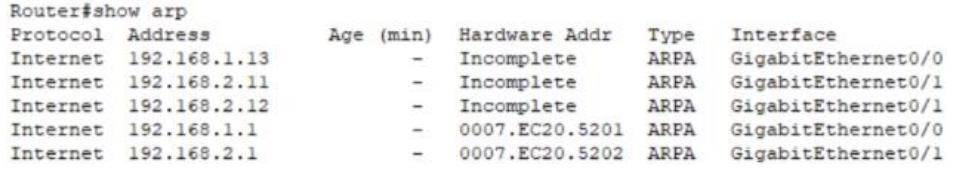 Router#show arp
Protocol Address Age (min) Hardware Addr Type Interface
Internet 192.168.1.13 - Incomplete ARPA GigabitEthernet0/0
Internet 192.168.2.11 - Incomplete ARPA GigabitEthernet0/1
Internet 192.168.2.12 - Incomplete ARPA GigabitEthernet0/1
Internet 192.168.1.1 - 0007.EC20.5201 ARPA GigabitEthernet0/0
Internet 192.168.2.1 - 0007.EC20.5202 ARPA GigabitEthernet0/1